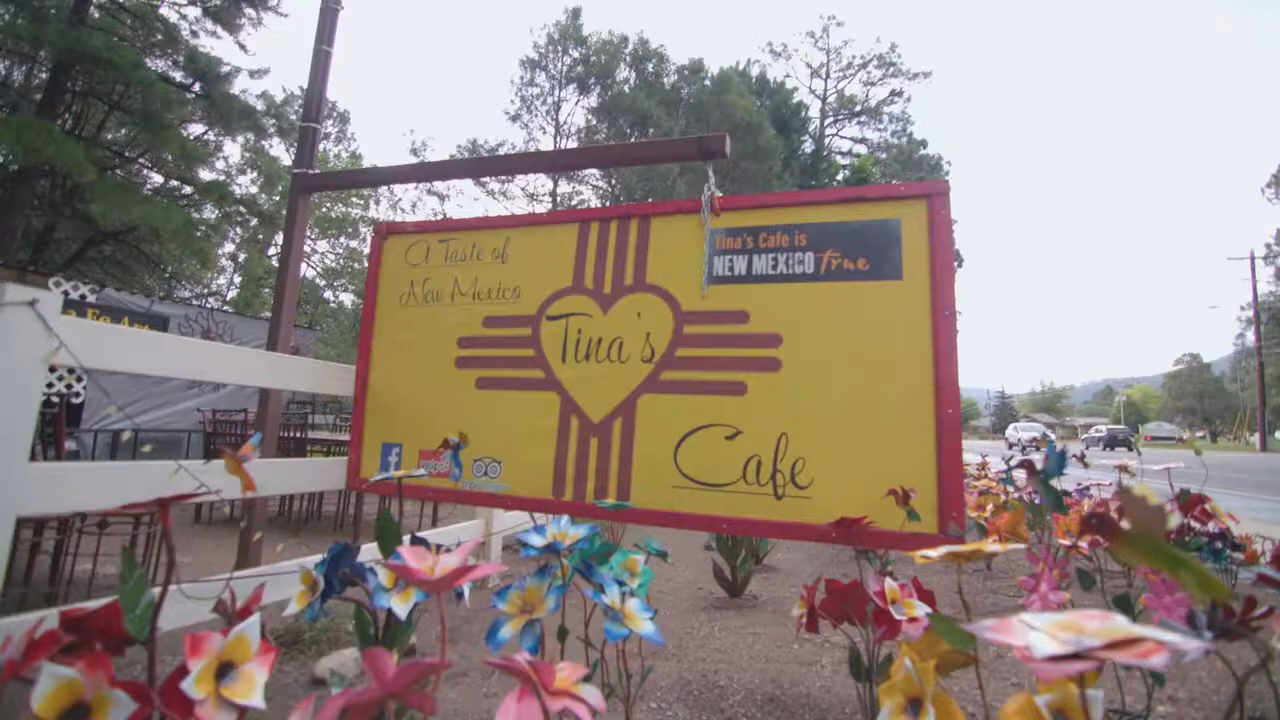 A Taste of
New Mexico
Tina's Cafe is
NEW MEXICO True
Tina's
Cafe